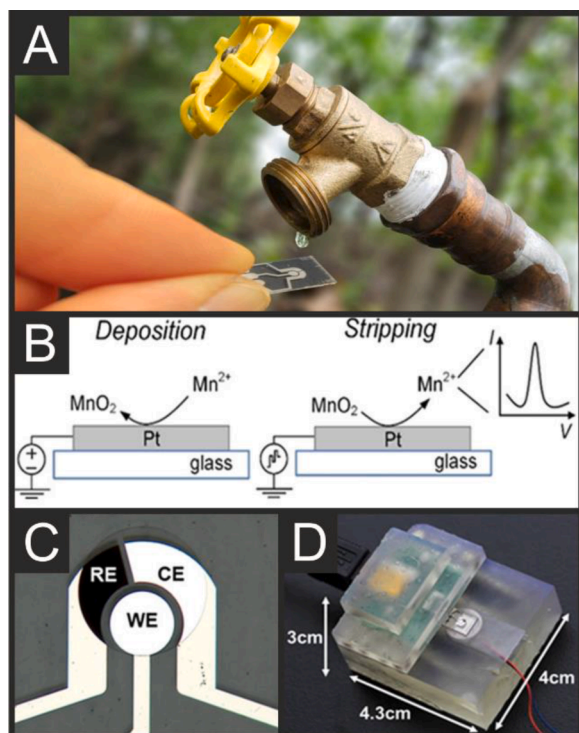 A
B
Deposition
Stripping
I
Mn²⁺
Mn²⁺
MnO₂
MnO₂
Pt
Pt
+
−
glass
glass
V
C
D
RE
CE
WE
3cm
4.3cm
4cm